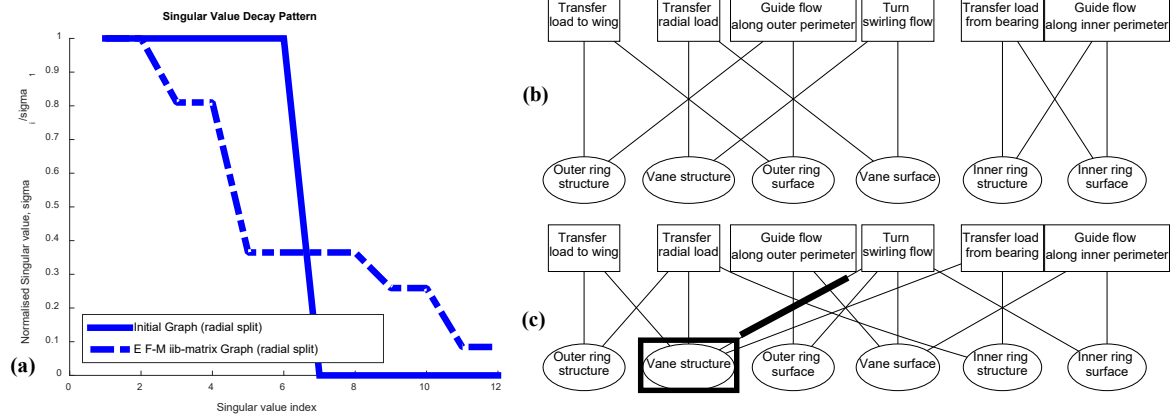 Singular Value Decay Pattern
Normalised Singular value, sigma i/sigma 1
1
0.9
0.8
0.7
0.6
0.5
0.4
0.3
0.2
0.1
0
Initial Graph (radial split)
E F-M iib-matrix Graph (radial split)
(a)
0 2 4 6 8 10 12
Singular value index
(b)
Transfer
load to wing
Transfer
radial load
Guide flow
along outer perimeter
Turn
swirling flow
Transfer load
from bearing
Guide flow
along inner perimeter
Outer ring
structure
Vane structure
Outer ring
surface
Vane surface
Inner ring
structure
Inner ring
surface
(c)
Transfer
load to wing
Transfer
radial load
Guide flow
along outer perimeter
Turn
swirling flow
Transfer load
from bearing
Guide flow
along inner perimeter
Outer ring
structure
Vane structure
Outer ring
surface
Vane surface
Inner ring
structure
Inner ring
surface